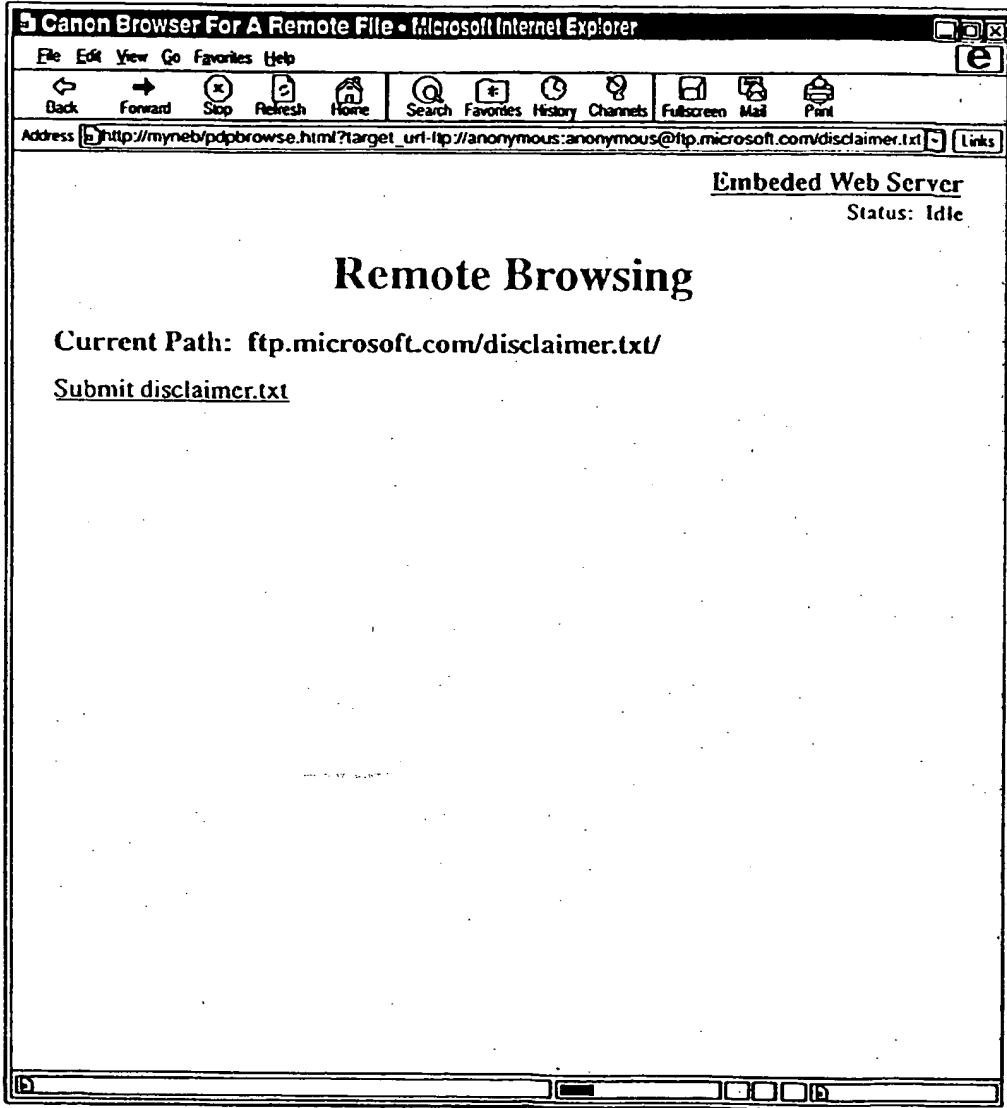 Canon Browser For A Remote File • Microsoft Internet Explorer
File Edit View Go Favorites Help
Back Forward Stop Refresh Home Search Favorites History Channels Fullscreen Mail Print
Address http://myneb/pdpbrowse.html?target_url-ftp://anonymous:anonymous@ftp.microsoft.com/disclaimer.txt Links
Embeded Web Server
Status: Idle
Remote Browsing
Current Path: ftp.microsoft.com/disclaimer.txt/
Submit disclaimer.txt